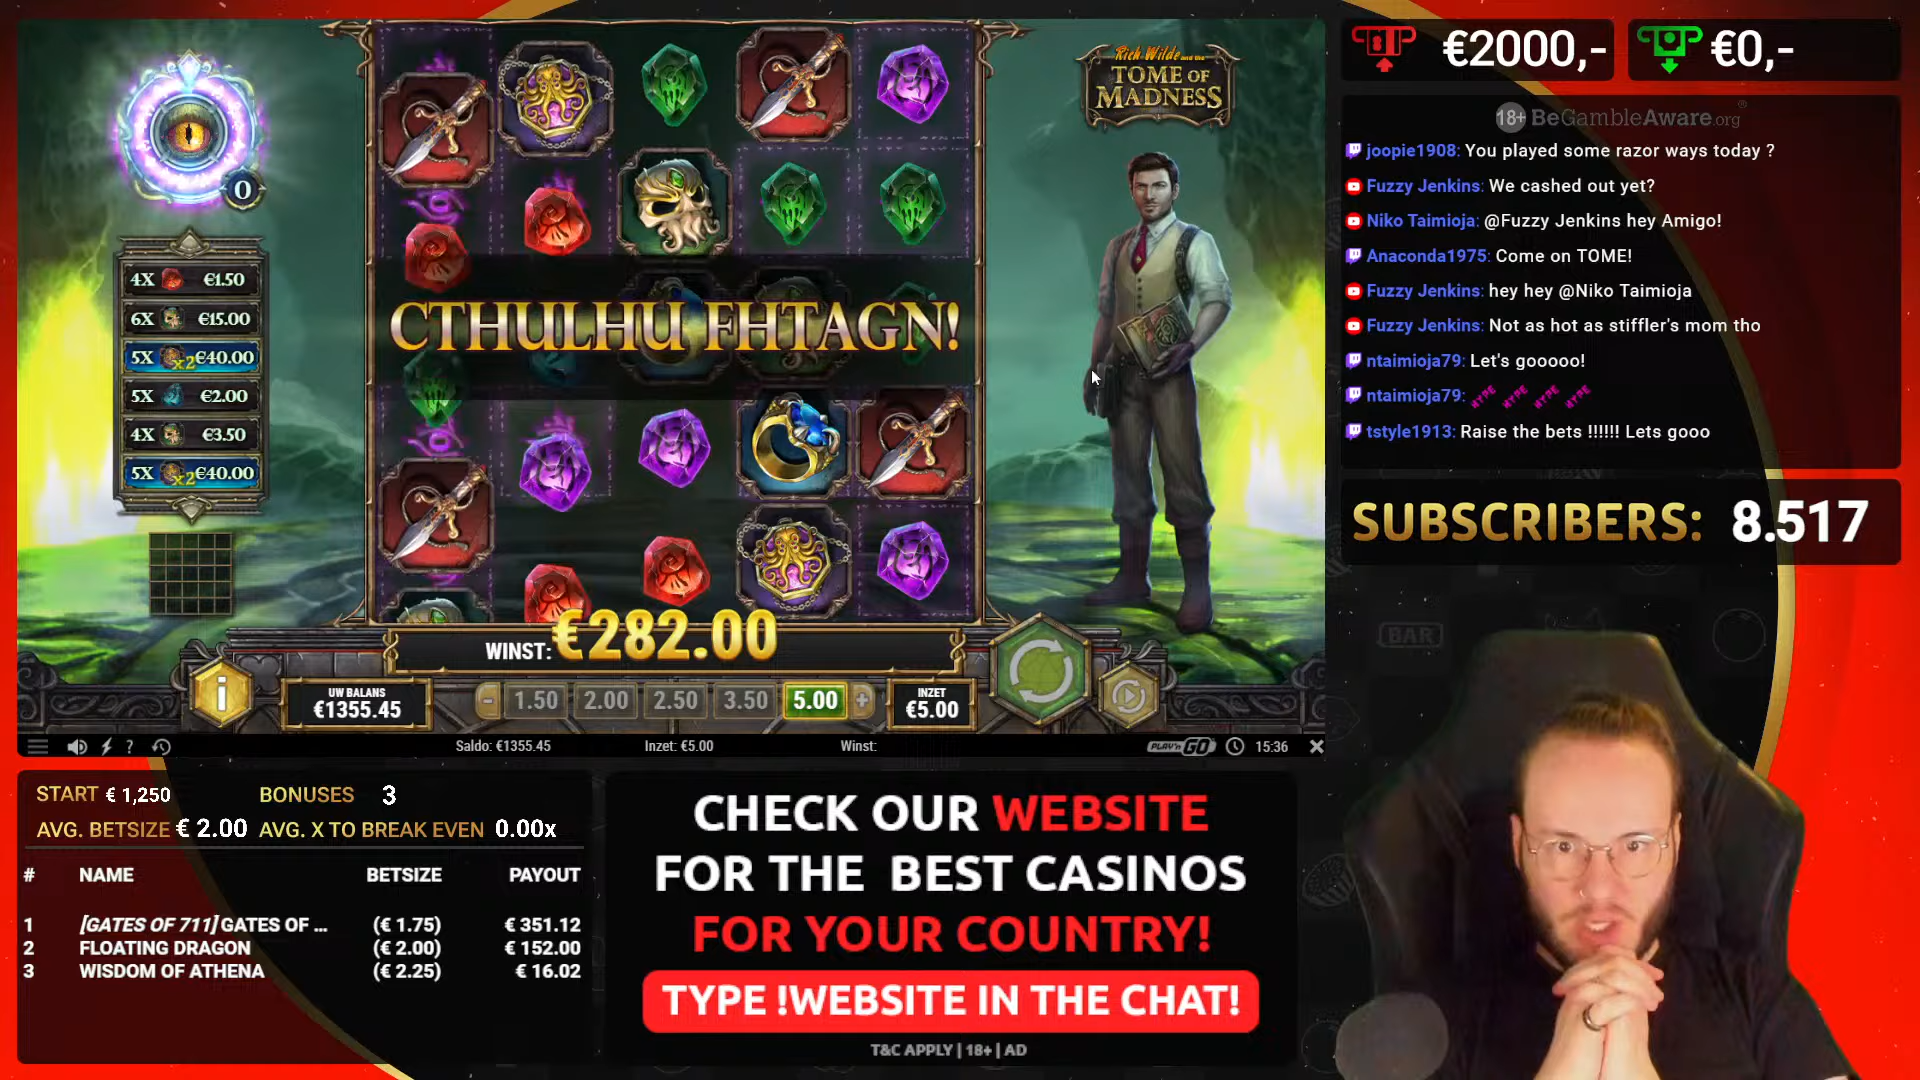 Rich Wilde and the
TOME OF
MADNESS
0
4X €1.50
6X €15.00
5X X2 €40.00
5X €2.00
4X €3.50
5X X2 €40.00
CTHULHU FHTAGN!
WINST: €282.00
UW BALANS
€1355.45
- 1.50 2.00 2.50 3.50 5.00 +
INZET
€5.00
Saldo: €1355.45 Inzet: €5.00 Winst: PLAY'n GO 15:36
€2000,- €0,-
18+ BeGambleAware.org®
joopie1908: You played some razor ways today ?
Fuzzy Jenkins: We cashed out yet?
Niko Taimioja: @Fuzzy Jenkins hey Amigo!
Anaconda1975: Come on TOME!
Fuzzy Jenkins: hey hey @Niko Taimioja
Fuzzy Jenkins: Not as hot as stiffler's mom tho
ntaimioja79: Let's gooooo!
ntaimioja79: HYPE HYPE HYPE HYPE
tstyle1913: Raise the bets !!!!!! Lets gooo
SUBSCRIBERS: 8.517
BAR
START € 1,250 BONUSES 3
AVG. BETSIZE € 2.00 AVG. X TO BREAK EVEN 0.00x
# NAME BETSIZE PAYOUT
1 [GATES OF 711] GATES OF ... (€ 1.75) € 351.12
2 FLOATING DRAGON (€ 2.00) € 152.00
3 WISDOM OF ATHENA (€ 2.25) € 16.02
CHECK OUR WEBSITE
FOR THE BEST CASINOS
FOR YOUR COUNTRY!
TYPE !WEBSITE IN THE CHAT!
T&C APPLY | 18+ | AD